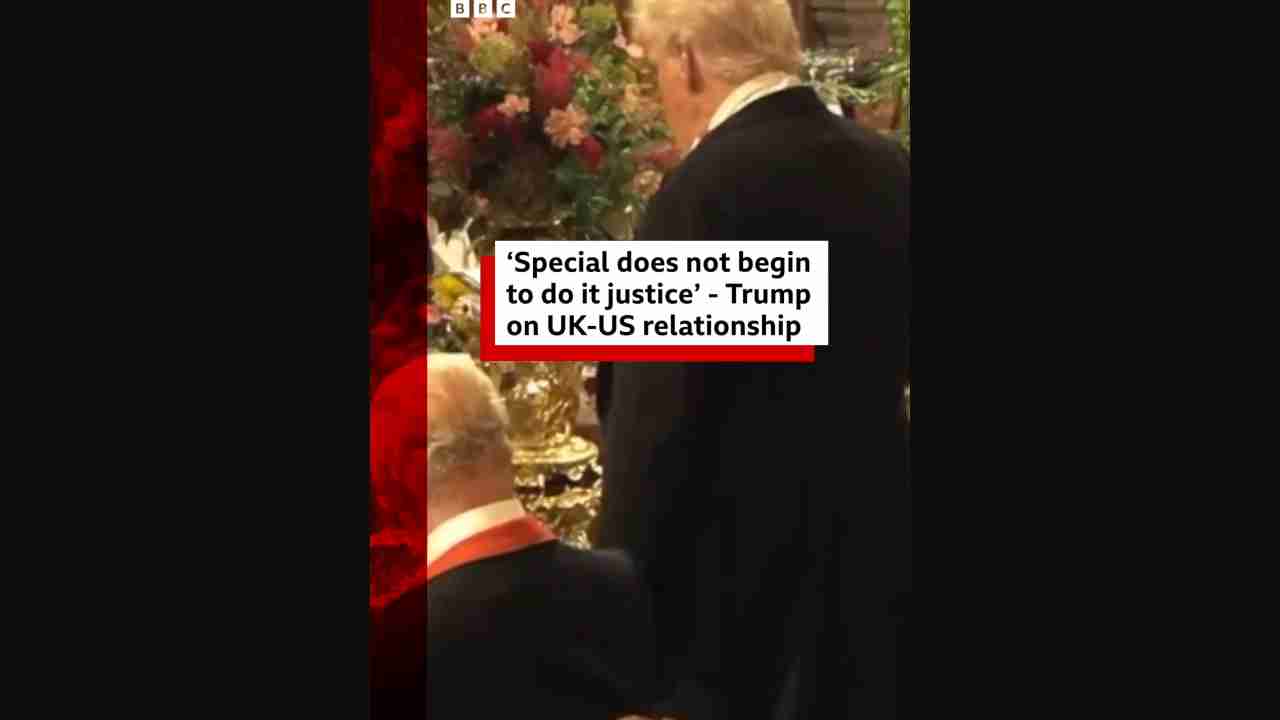 BBC
‘Special does not begin
to do it justice’ - Trump
on UK-US relationship